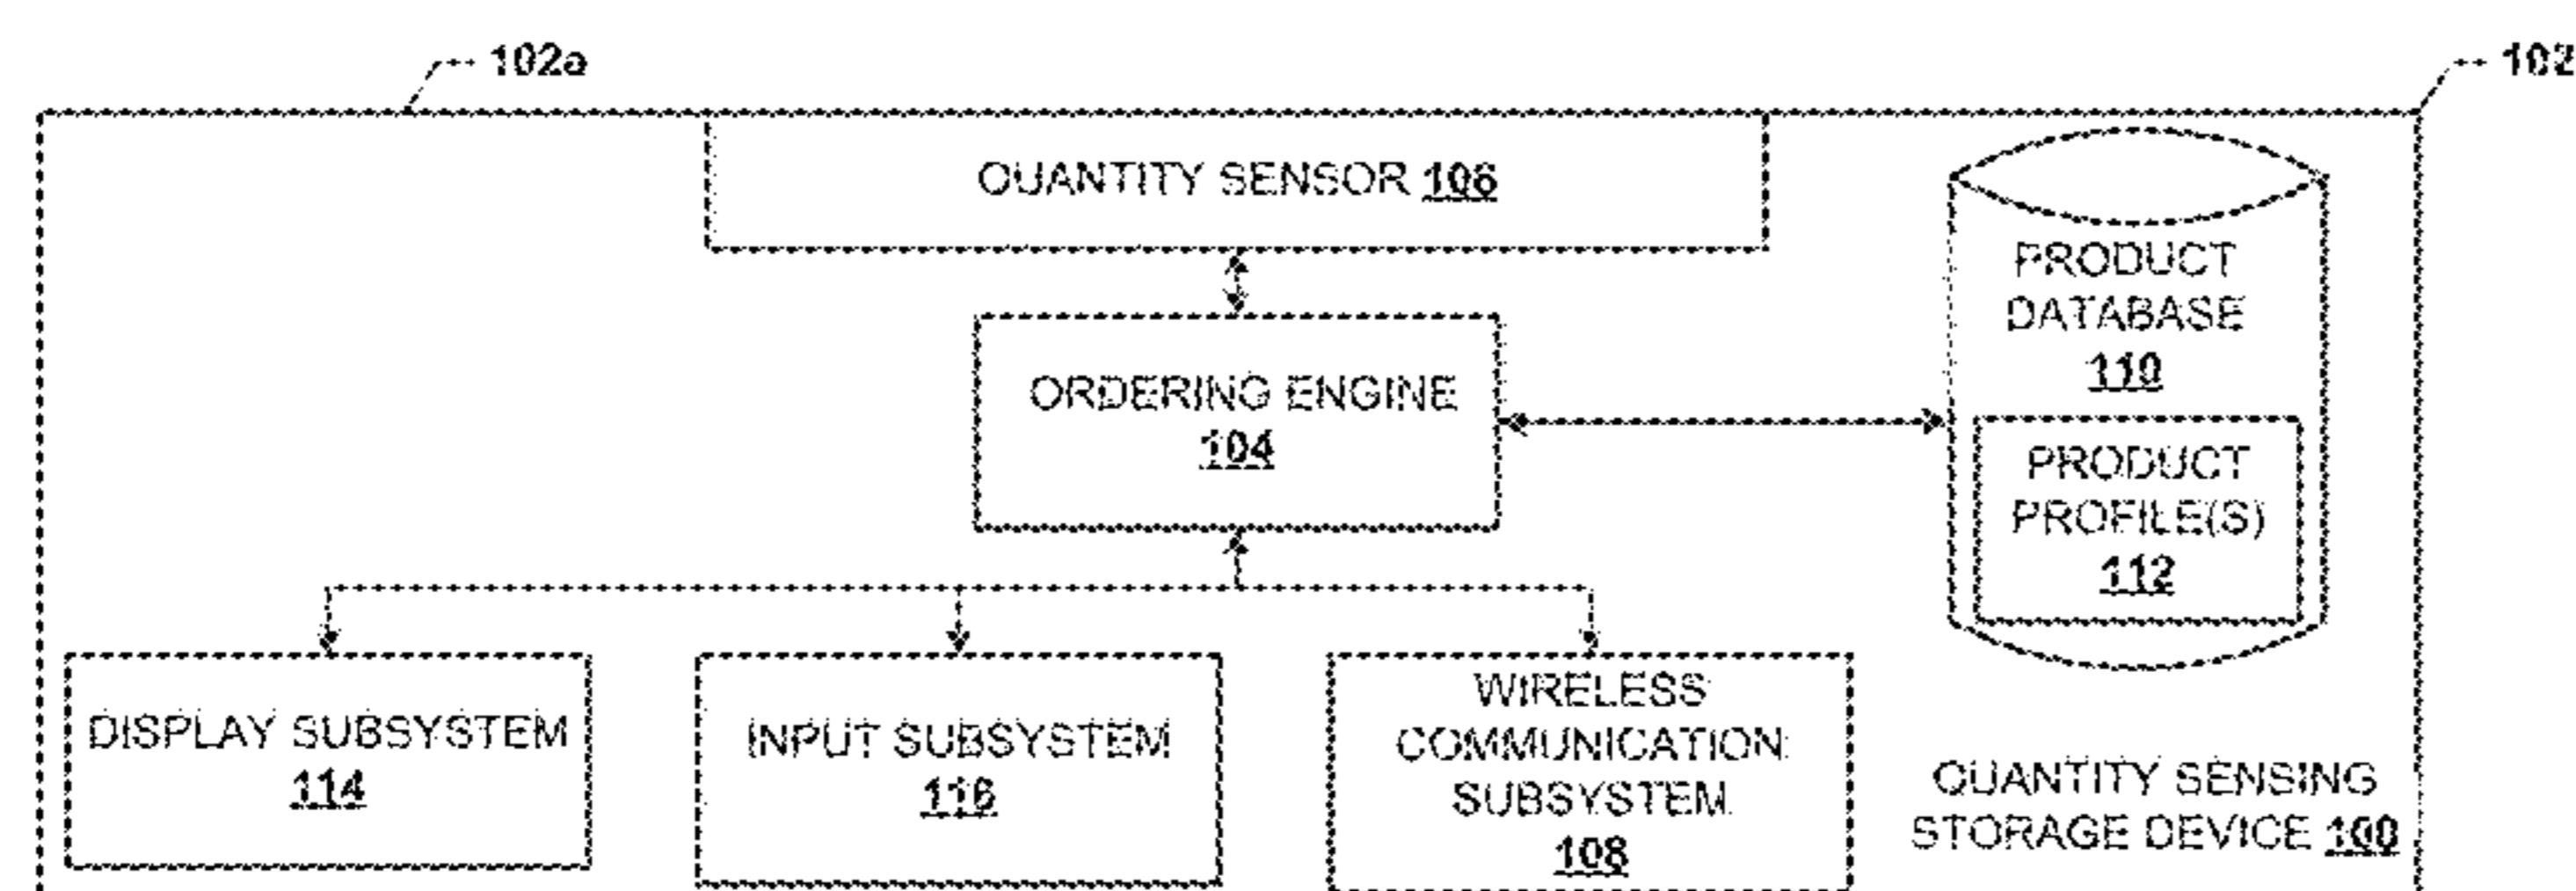 102a
102
QUANTITY SENSOR 106
PRODUCT
DATABASE
110
ORDERING ENGINE
104
PRODUCT
PROFILE(S)
112
DISPLAY SUBSYSTEM
114
INPUT SUBSYSTEM
116
WIRELESS
COMMUNICATION
SUBSYSTEM
108
QUANTITY SENSING
STORAGE DEVICE 100